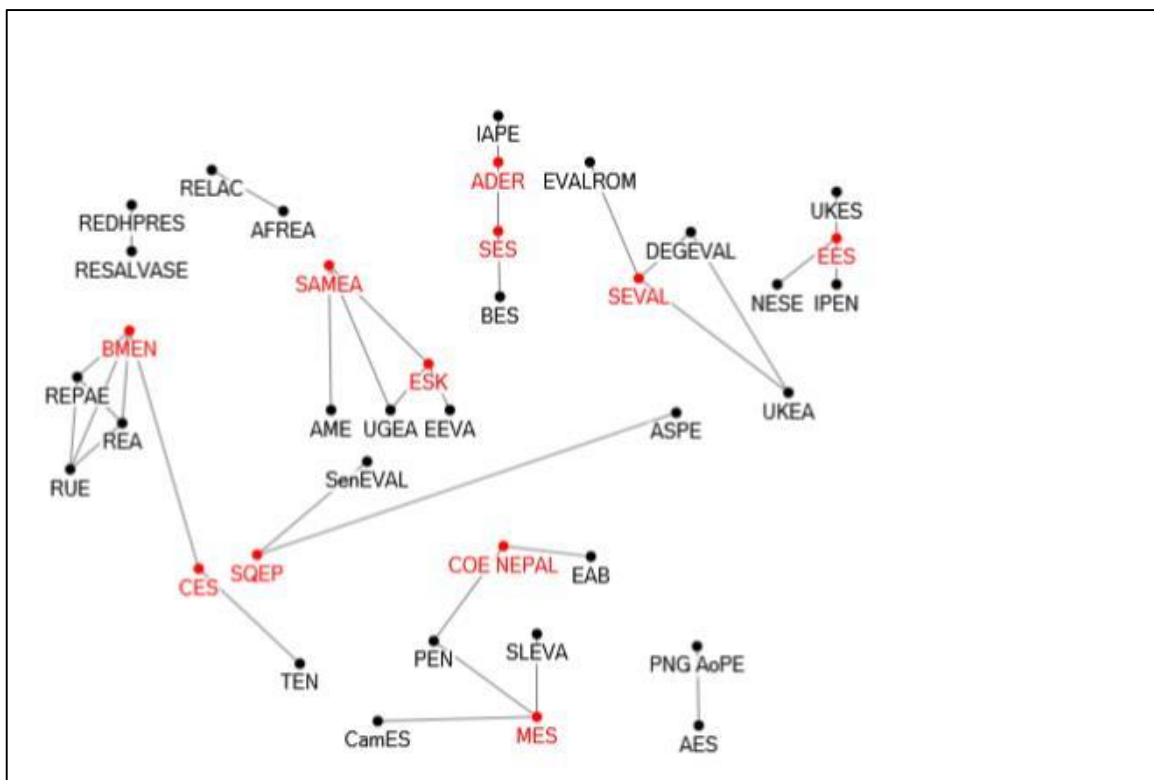 IAPE
RELAC
ADER
EVALROM
REDHPRES
AFREA
UKES
RESALVASE
SAMEA
SES
DEGEVAL
EES
BES
SEVAL
NESE
IPEN
BMEN
REPAE
ESK
UKEA
REA
AME
UGEA
EEVA
ASPE
RUE
SenEVAL
CES
SQEP
COE NEPAL
EAB
TEN
PEN
SLEVA
PNG AoPE
CamES
MES
AES